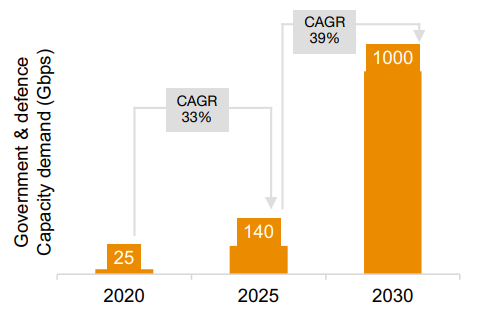 Government & defence
Capacity demand (Gbps)
CAGR
39%
CAGR
33%
1000
140
25
2020
2025
2030